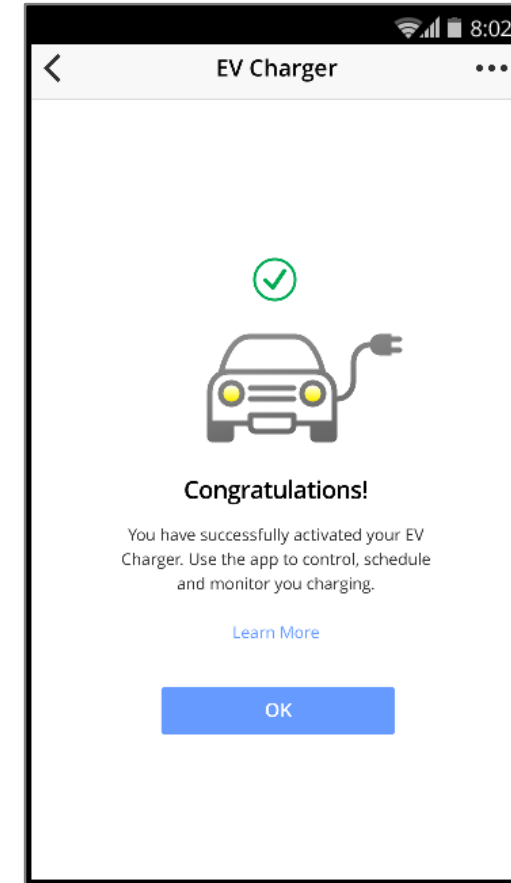 8:02
EV Charger
Congratulations!
You have successfully activated your EV
Charger. Use the app to control, schedule
and monitor you charging.
Learn More
OK